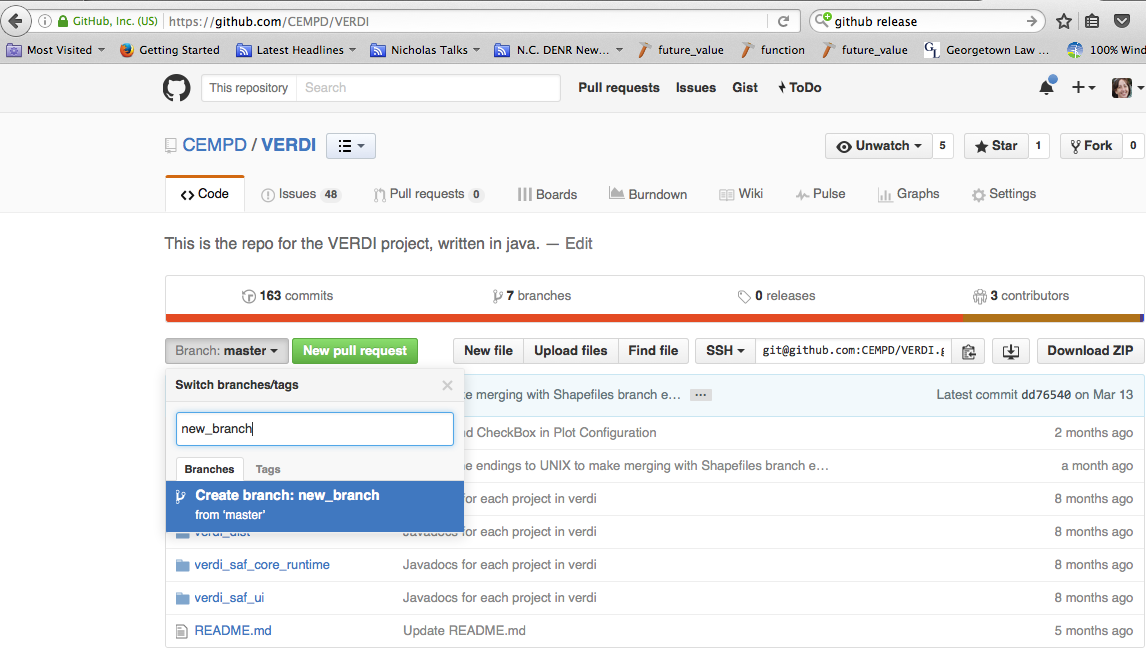 GitHub, Inc. (US) https://github.com/CEMPD/VERDI github release
Most Visited Getting Started Latest Headlines Nicholas Talks N.C. DENR New... future_value function future_value GL Georgetown Law ... 100% Wind
This repository Search Pull requests Issues Gist ToDo
CEMPD / VERDI Unwatch 5 Star 1 Fork 0
Code Issues 48 Pull requests 0 Boards Burndown Wiki Pulse Graphs Settings
This is the repo for the VERDI project, written in java. — Edit
163 commits 7 branches 0 releases 3 contributors
Branch: master New pull request New file Upload files Find file SSH git@github.com:CEMPD/VERDI.g Download ZIP
Switch branches/tags
merging with Shapefiles branch e… ... Latest commit dd76540 on Mar 13
new_branch
CheckBox in Plot Configuration 2 months ago
Branches Tags
endings to UNIX to make merging with Shapefiles branch e… a month ago
Create branch: new_branch
from 'master'
for each project in verdi 8 months ago
verdi_dist Javadocs for each project in verdi 8 months ago
verdi_saf_core_runtime Javadocs for each project in verdi 8 months ago
verdi_saf_ui Javadocs for each project in verdi 8 months ago
README.md Update README.md 5 months ago